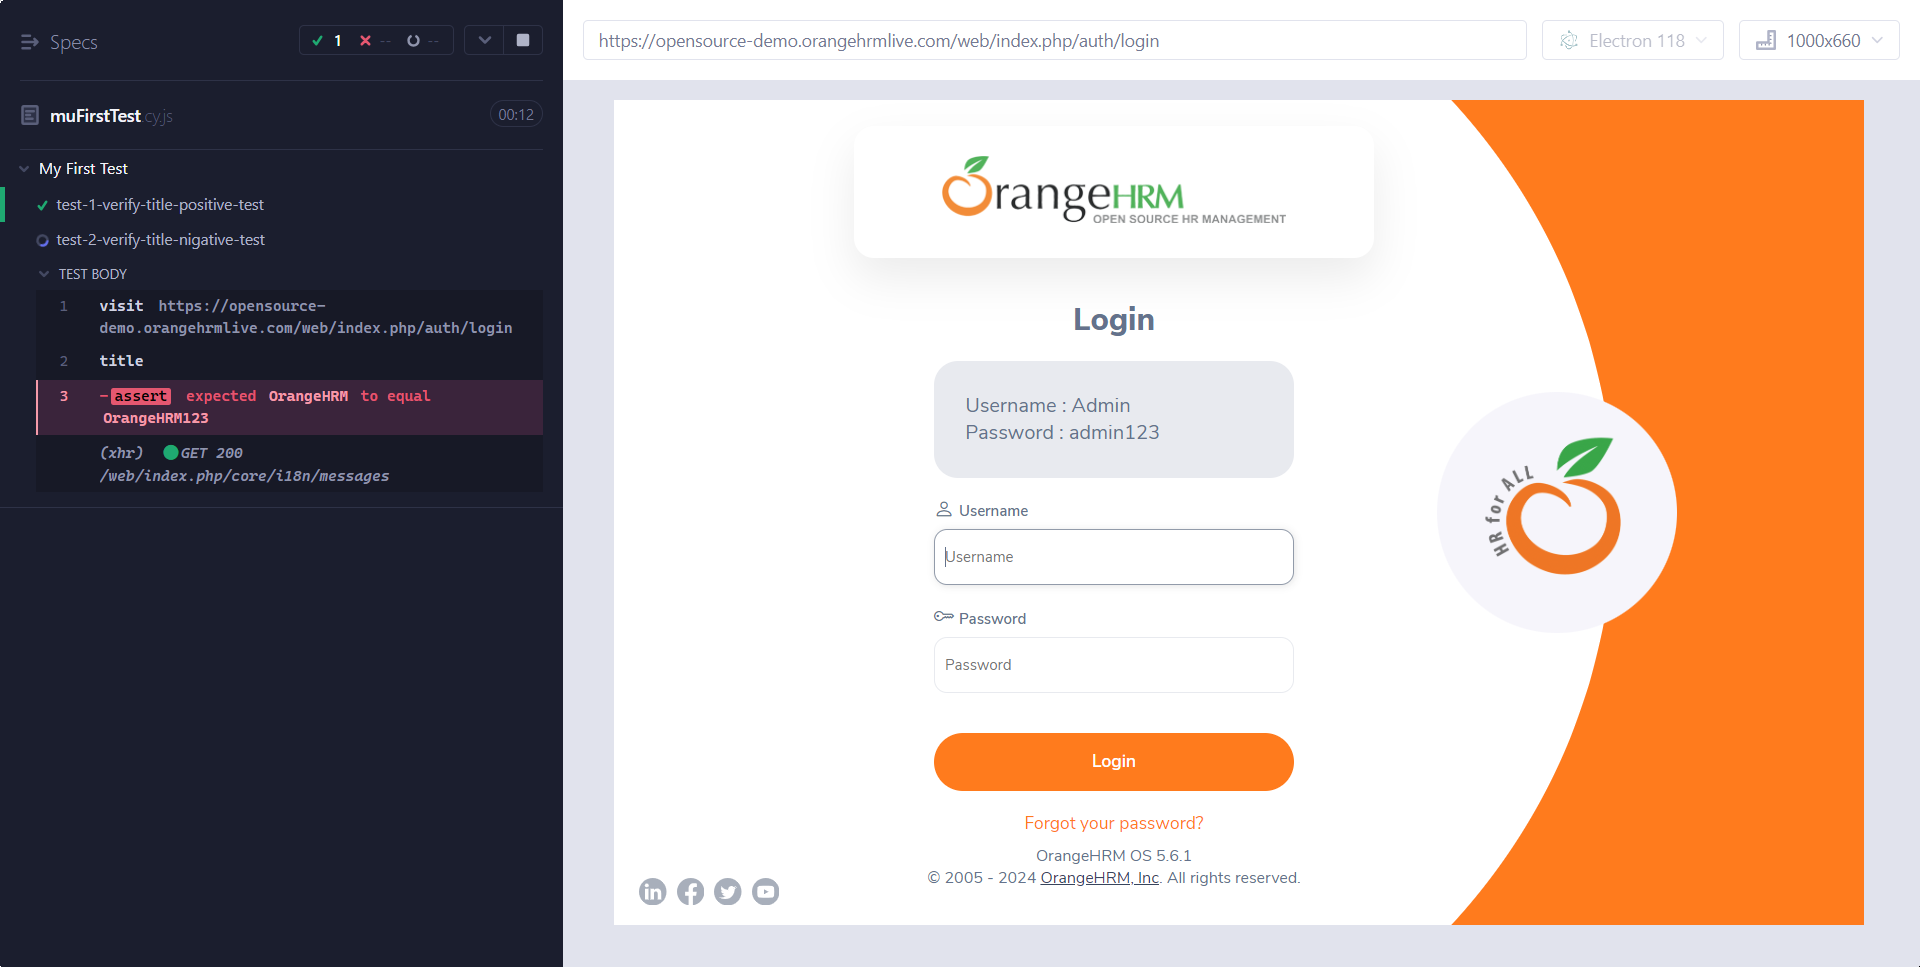 Specs
1 -- --
muFirstTest.cy.js
00:12
My First Test
test-1-verify-title-positive-test
test-2-verify-title-nigative-test
TEST BODY
1 visit https://opensource-
demo.orangehrmlive.com/web/index.php/auth/login
2 title
3 -assert expected OrangeHRM to equal
OrangeHRM123
(xhr) GET 200
/web/index.php/core/i18n/messages
https://opensource-demo.orangehrmlive.com/web/index.php/auth/login
Electron 118
1000x660
OrangeHRM
OPEN SOURCE HR MANAGEMENT
Login
Username : Admin
Password : admin123
Username
Username
Password
Password
Login
Forgot your password?
OrangeHRM OS 5.6.1
© 2005 - 2024 OrangeHRM, Inc. All rights reserved.
HR for ALL